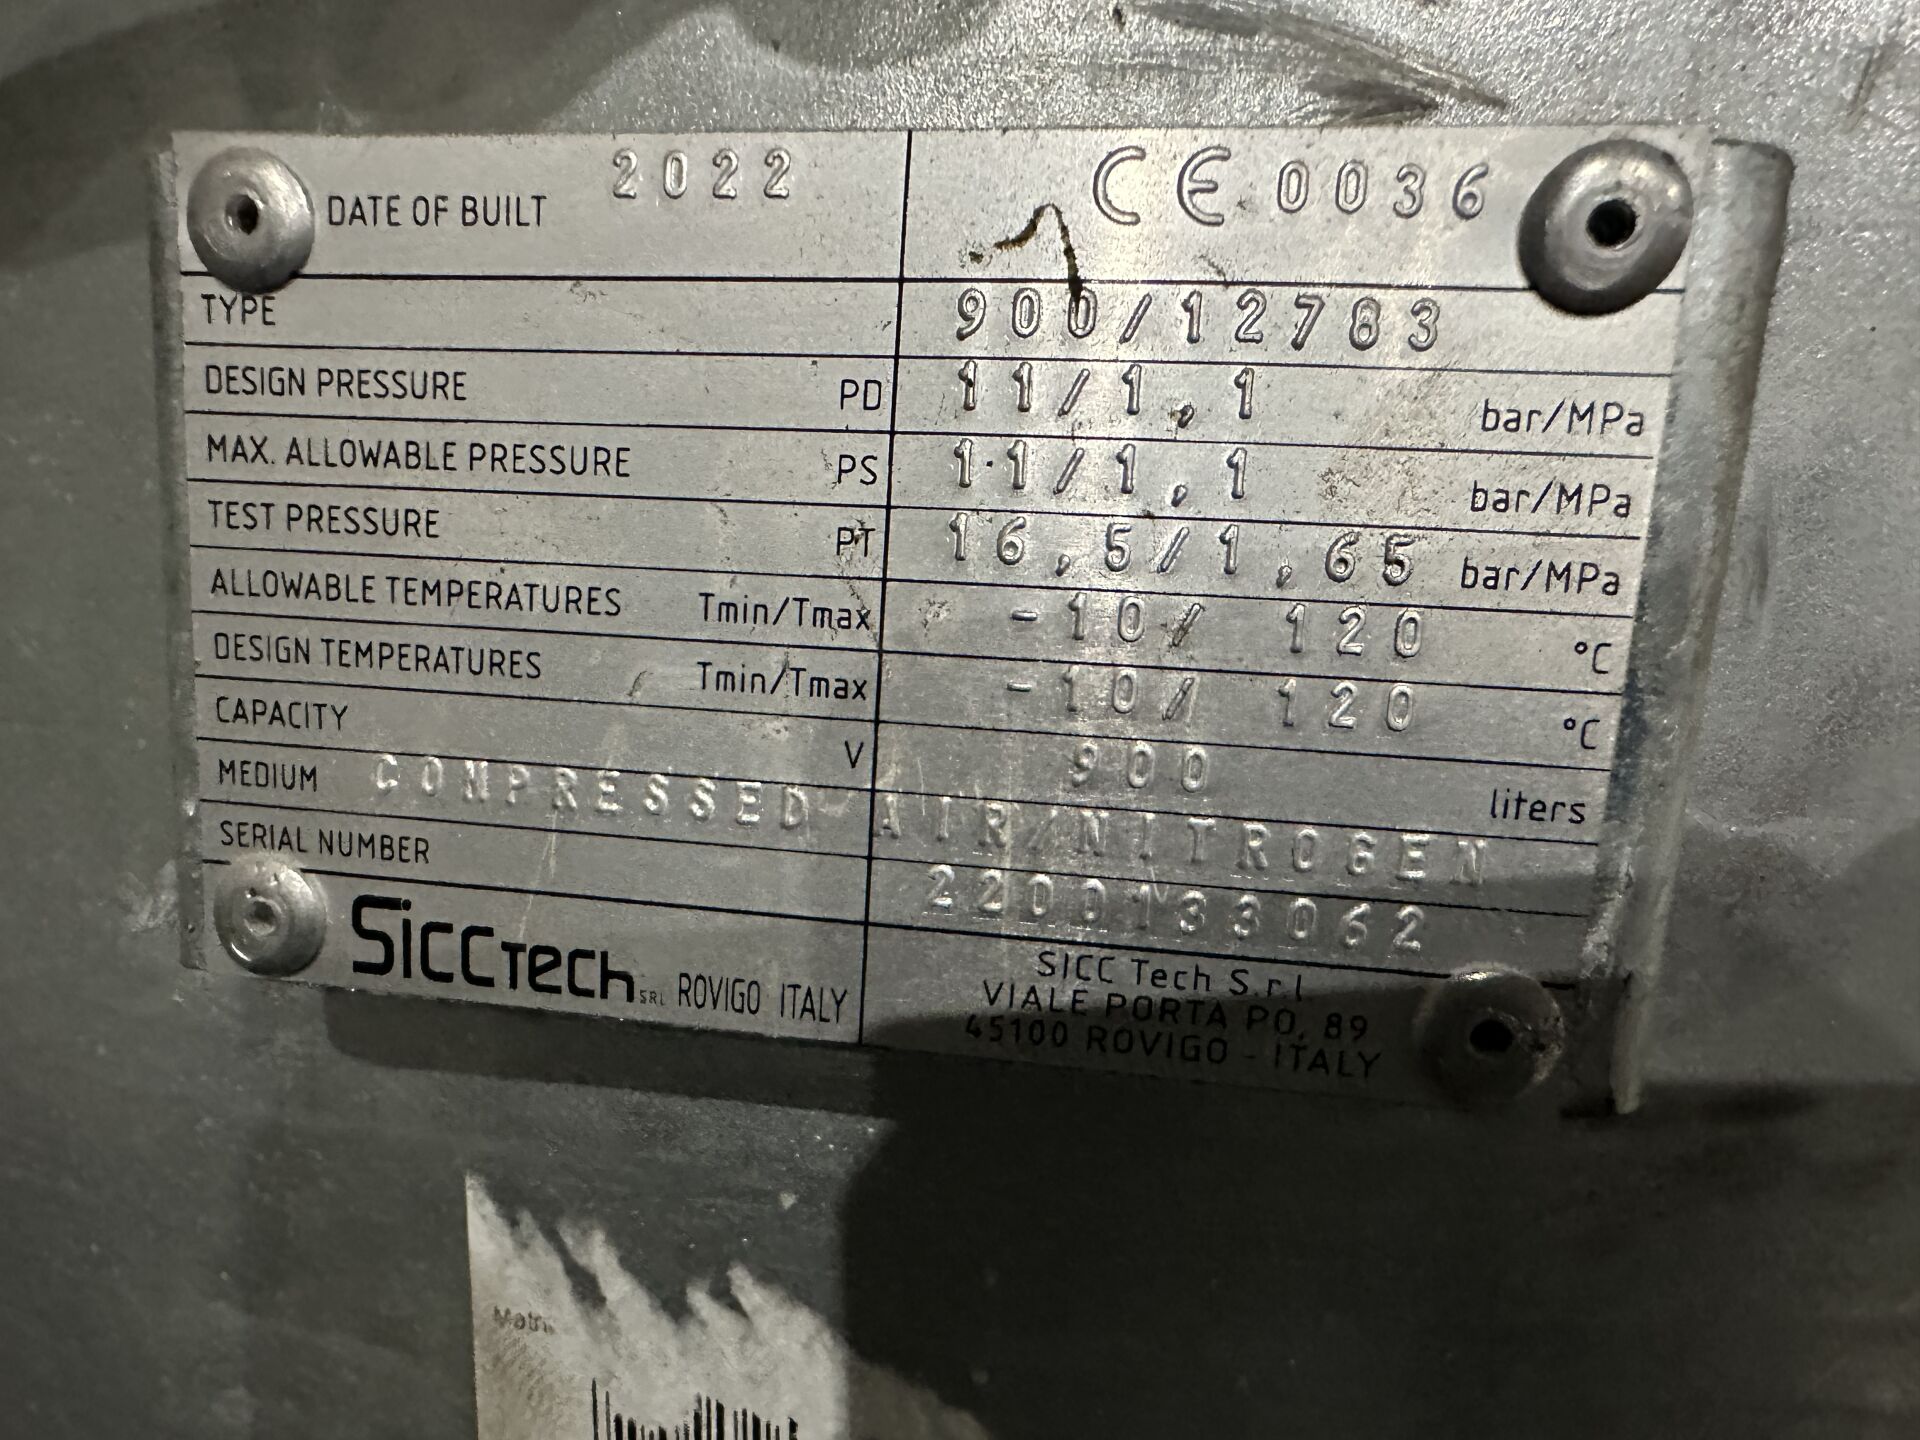 DATE OF BUILT 2022 CE 0036
TYPE 900/12783
DESIGN PRESSURE PD 11/1,1 bar/MPa
MAX. ALLOWABLE PRESSURE PS 11/1,1 bar/MPa
TEST PRESSURE PT 16,5/1,65 bar/MPa
ALLOWABLE TEMPERATURES Tmin/Tmax -10/ 120 °C
DESIGN TEMPERATURES Tmin/Tmax -10/ 120 °C
CAPACITY V 900 liters
MEDIUM COMPRESSED AIR/NITROGEN
SERIAL NUMBER 2200133062
SiccTech SRL ROVIGO ITALY
SICC Tech S.r.l
VIALE PORTA PO, 89
45100 ROVIGO - ITALY